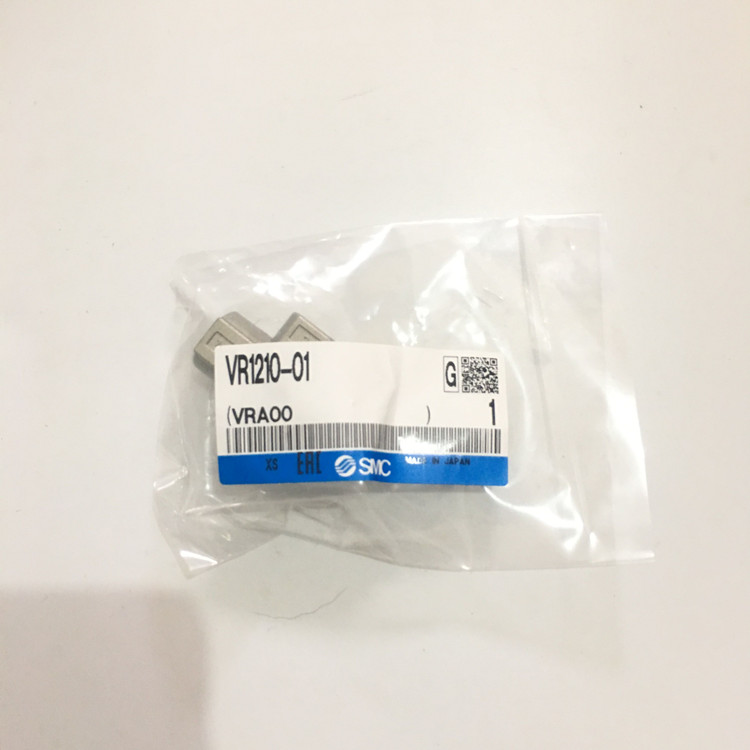 VR1210-01
G
(VRA00 )
1
XS EAC SMC MADE IN JAPAN